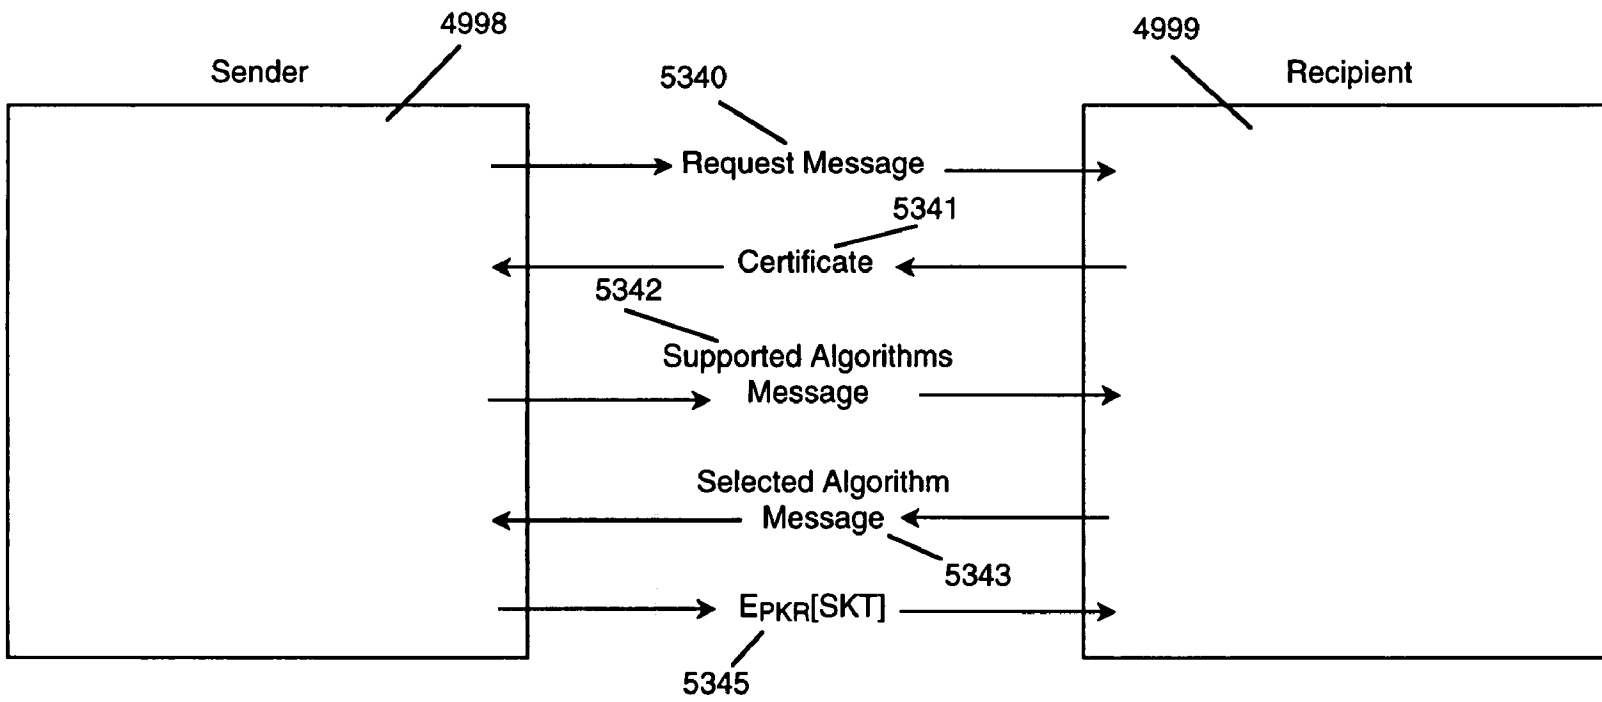 4998
4999
Sender
5340
Recipient
Request Message
5341
Certificate
5342
Supported Algorithms
Message
Selected Algorithm
Message
5343
EPKR[SKT]
5345